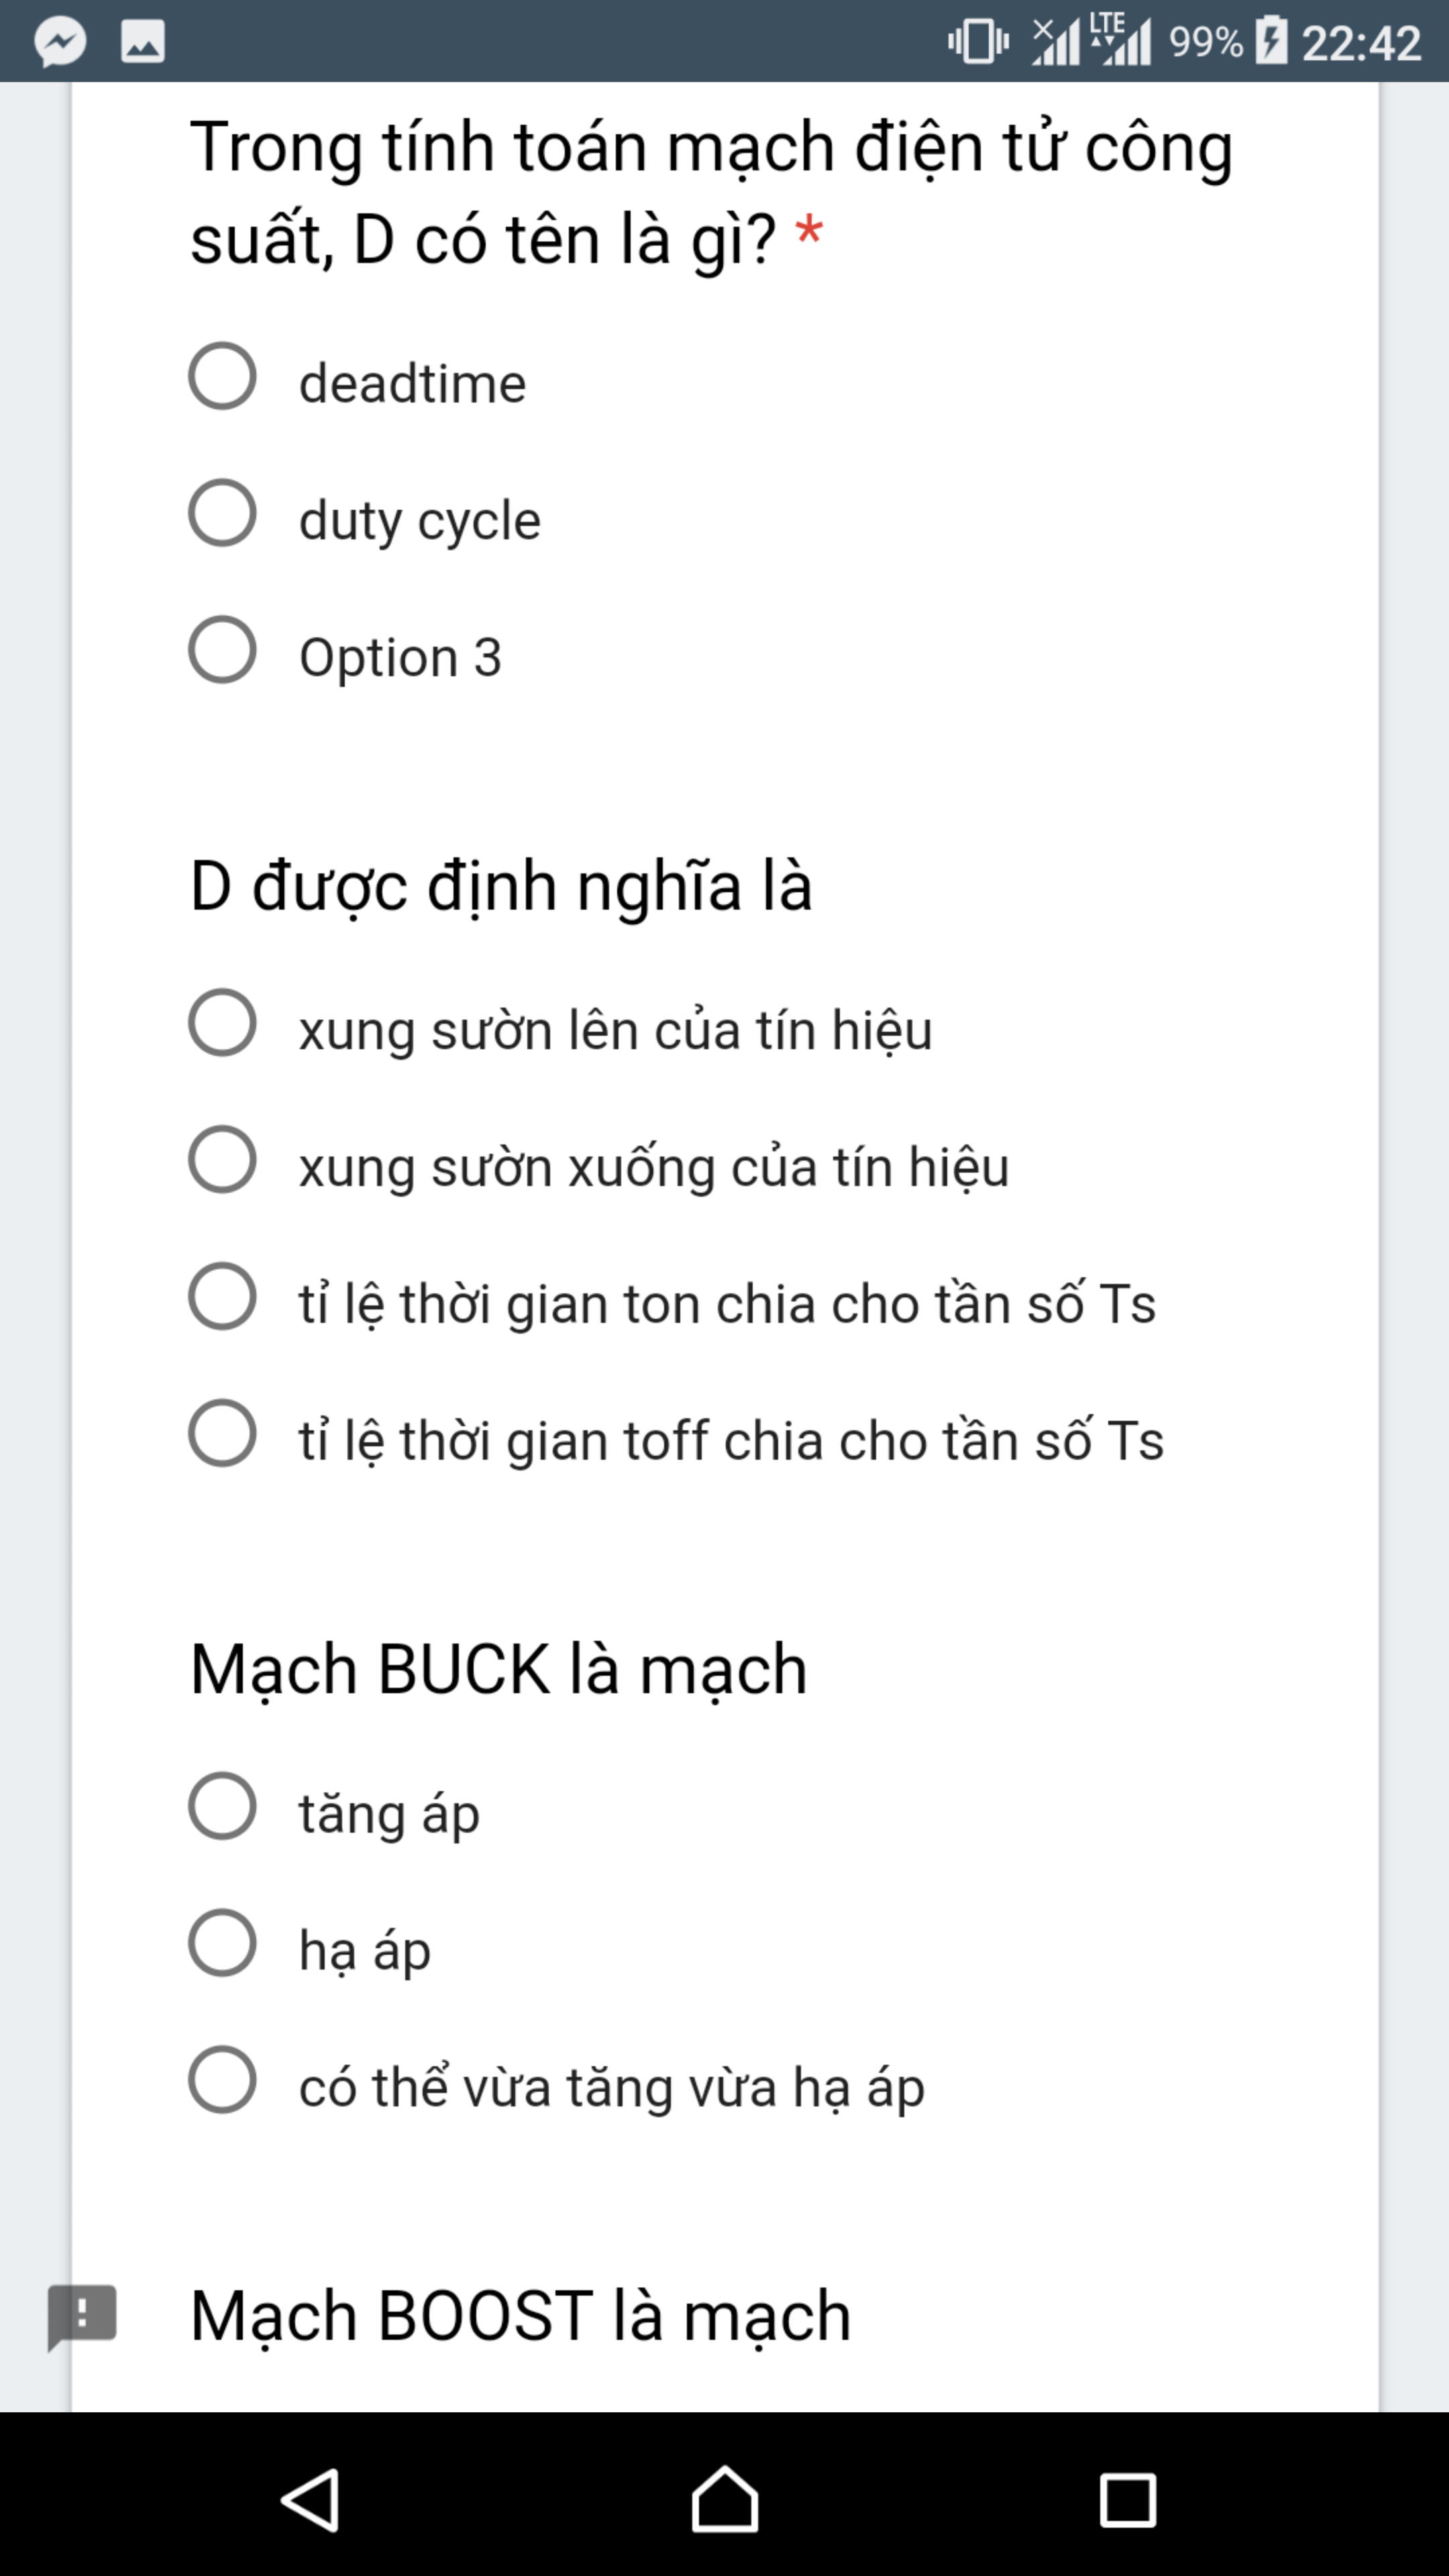 LTE 99% 22:42
Trong tính toán mạch điện tử công
suất, D có tên là gì? *
deadtime
duty cycle
Option 3
D được định nghĩa là
xung sườn lên của tín hiệu
xung sườn xuống của tín hiệu
tỉ lệ thời gian ton chia cho tần số Ts
tỉ lệ thời gian toff chia cho tần số Ts
Mạch BUCK là mạch
tăng áp
hạ áp
có thể vừa tăng vừa hạ áp
Mạch BOOST là mạch